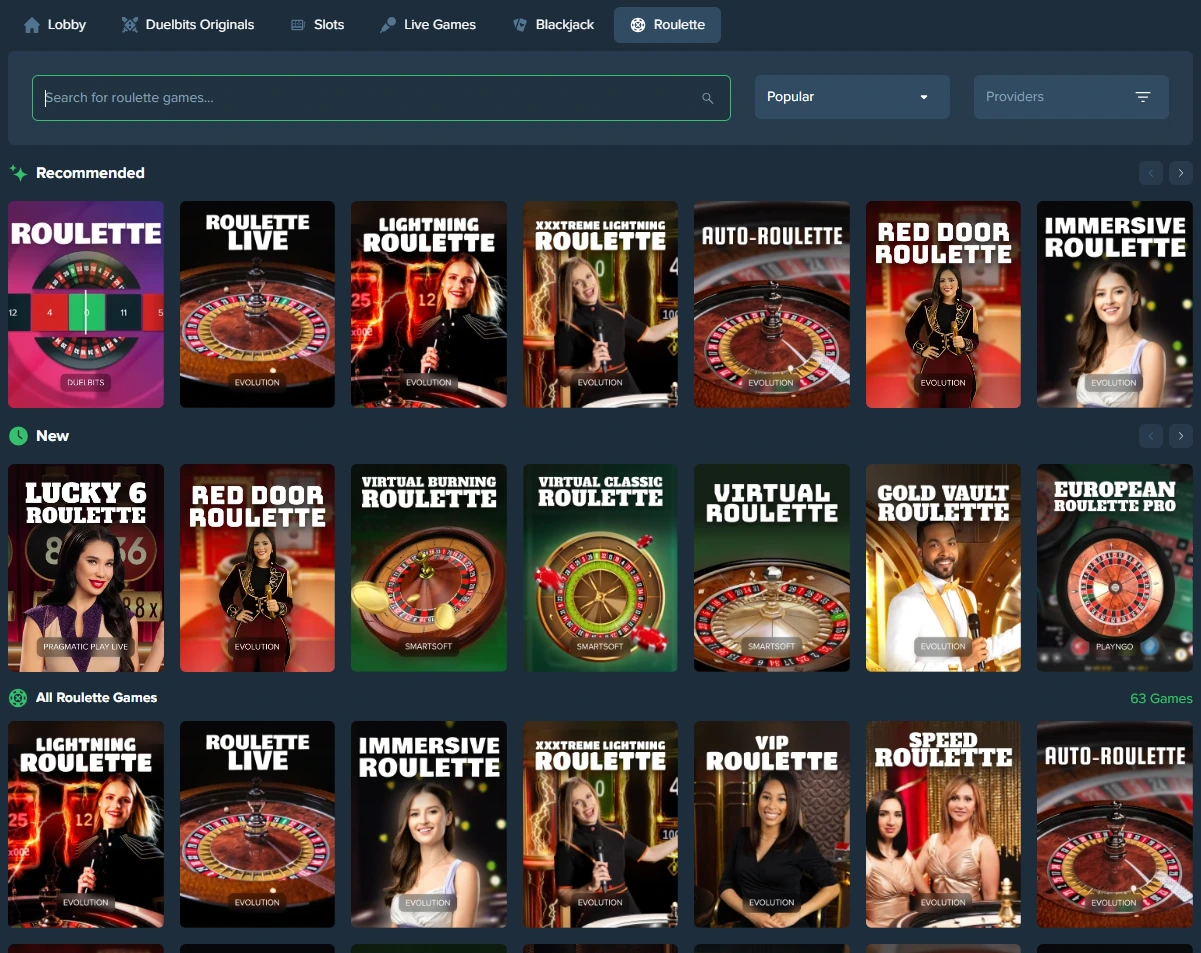 Lobby
Duelbits Originals
Slots
Live Games
Blackjack
Roulette
Search for roulette games...
Popular
Providers
Recommended
ROULETTE
12 4 0 11 5
DUELBITS
ROULETTE
LIVE
EVOLUTION
LIGHTNING
ROULETTE
25 12
500x
EVOLUTION
XXXTREME LIGHTNING
ROULETTE
0
EVOLUTION
AUTO-ROULETTE
EVOLUTION
RED DOOR
ROULETTE
EVOLUTION
IMMERSIVE
ROULETTE
EVOLUTION
New
LUCKY 6
ROULETTE
PRAGMATIC PLAY LIVE
RED DOOR
ROULETTE
EVOLUTION
VIRTUAL BURNING
ROULETTE
SMARTSOFT
VIRTUAL CLASSIC
ROULETTE
SMARTSOFT
VIRTUAL
ROULETTE
SMARTSOFT
GOLD VAULT
ROULETTE
EVOLUTION
EUROPEAN
ROULETTE PRO
PLAYNGO
All Roulette Games
63 Games
LIGHTNING
ROULETTE
25 12
EVOLUTION
ROULETTE
LIVE
EVOLUTION
IMMERSIVE
ROULETTE
EVOLUTION
XXXTREME LIGHTNING
ROULETTE
0
EVOLUTION
VIP
ROULETTE
EVOLUTION
SPEED
ROULETTE
EVOLUTION
AUTO-ROULETTE
EVOLUTION